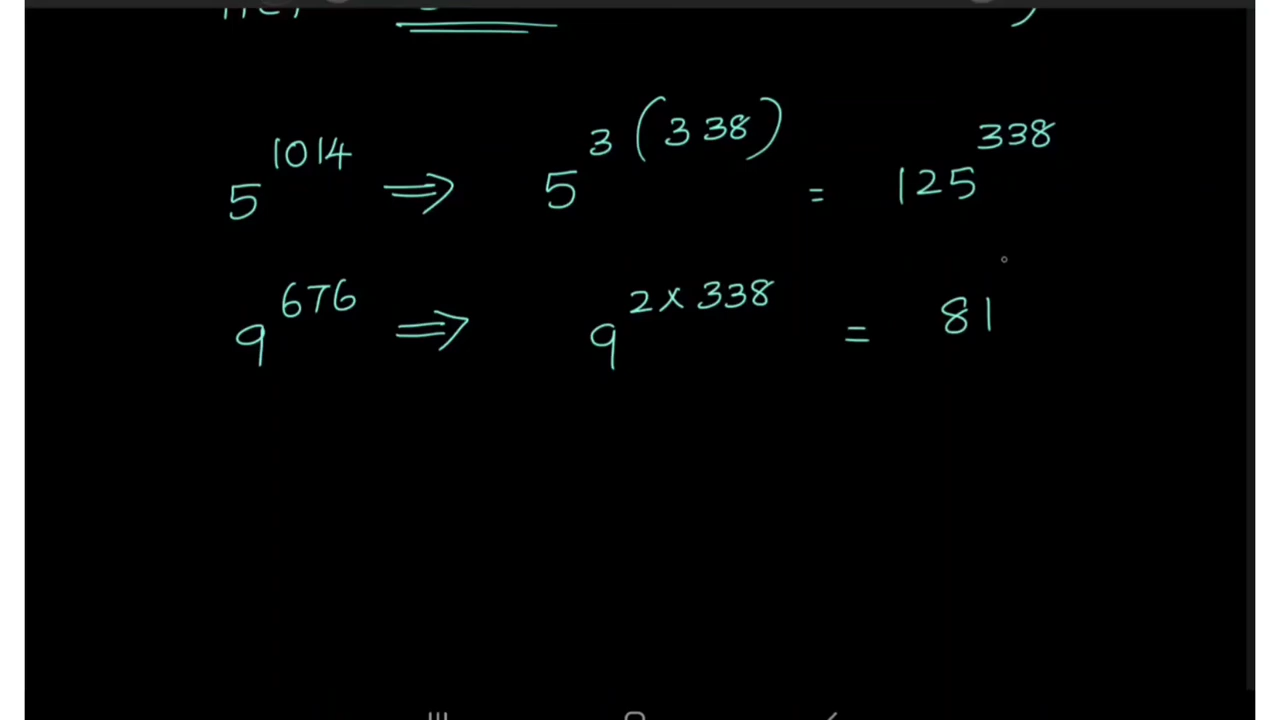 5^1014 ⇒ 5^3(338) = 125^338
9^676 ⇒ 9^2×338 = 81